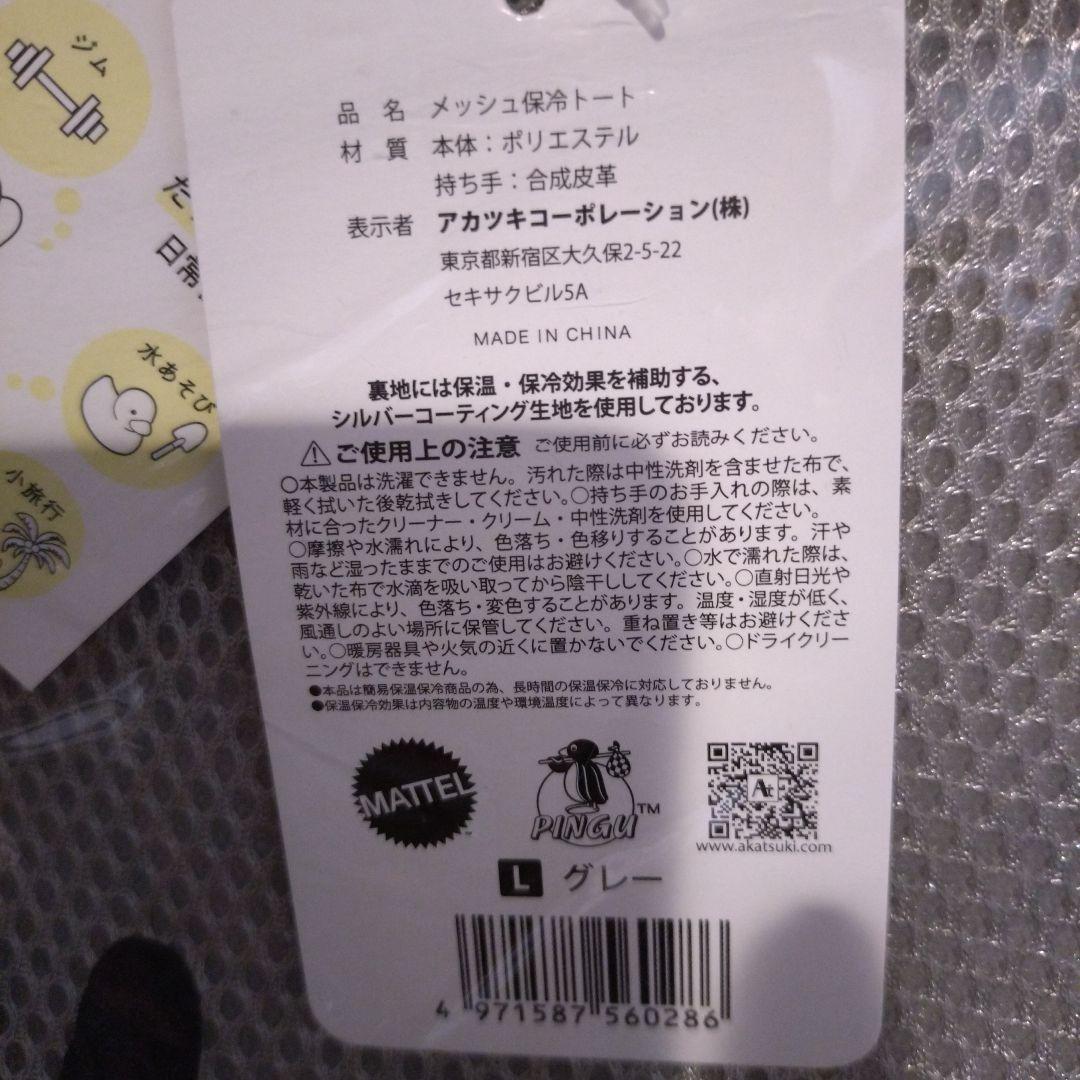 ジム
た
日常
水あそび
小旅行
品 名 メッシュ保冷トート
材 質 本体：ポリエステル
持ち手：合成皮革
表示者 アカツキコーポレーション(株)
東京都新宿区大久保2-5-22
セキサクビル5A
MADE IN CHINA
裏地には保温・保冷効果を補助する、
シルバーコーティング生地を使用しております。
ご使用上の注意 ご使用前に必ずお読みください。
○本製品は洗濯できません。汚れた際は中性洗剤を含ませた布で、
軽く拭いた後乾拭きしてください。○持ち手のお手入れの際は、素
材に合ったクリーナー・クリーム・中性洗剤を使用してください。
○摩擦や水濡れにより、色落ち・色移りすることがあります。汗や
雨など湿ったままでのご使用はお避けください。○水で濡れた際は、
乾いた布で水滴を吸い取ってから陰干ししてください。○直射日光や
紫外線により、色落ち・変色することがあります。温度・湿度が低く、
風通しのよい場所に保管してください。重ね置き等はお避けくださ
い。○暖房器具や火気の近くに置かないでください。○ドライクリー
ニングはできません。
●本品は簡易保温保冷商品の為、長時間の保温保冷に対応しておりません。
●保温保冷効果は内容物の温度や環境温度によって異なります。
MATTEL
PINGU™
At
www.akatsuki.com
L グレー
4 971587 560286